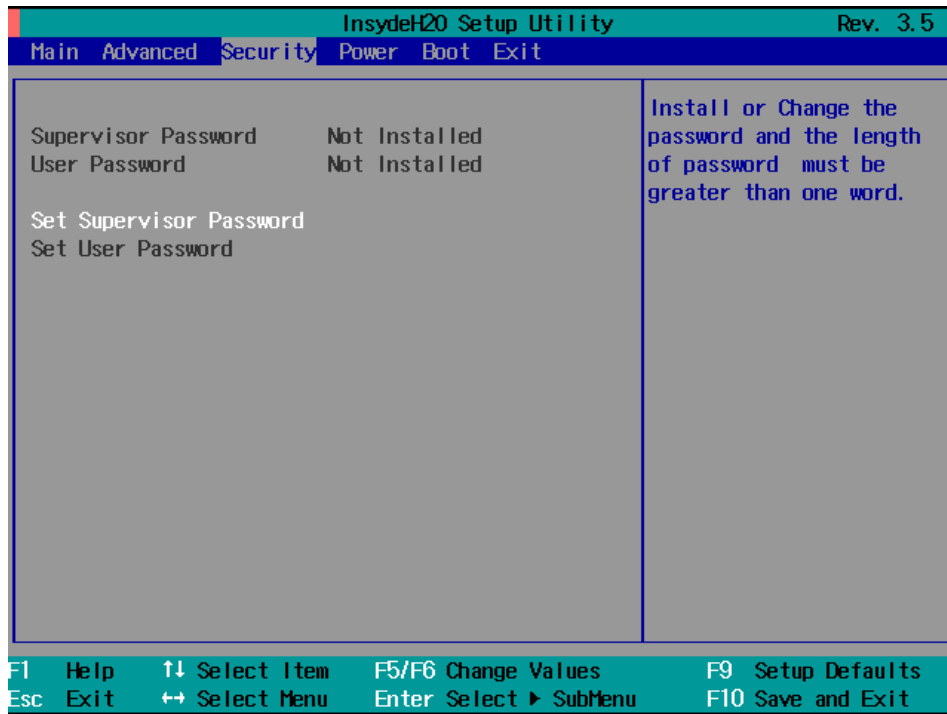 InsydeH2O Setup Utility Rev. 3.5
Main Advanced Security Power Boot Exit
Supervisor Password Not Installed
User Password Not Installed
Set Supervisor Password
Set User Password
Install or Change the
password and the length
of password must be
greater than one word.
F1 Help ↑↓ Select Item F5/F6 Change Values F9 Setup Defaults
Esc Exit ↔ Select Menu Enter Select ▶ SubMenu F10 Save and Exit